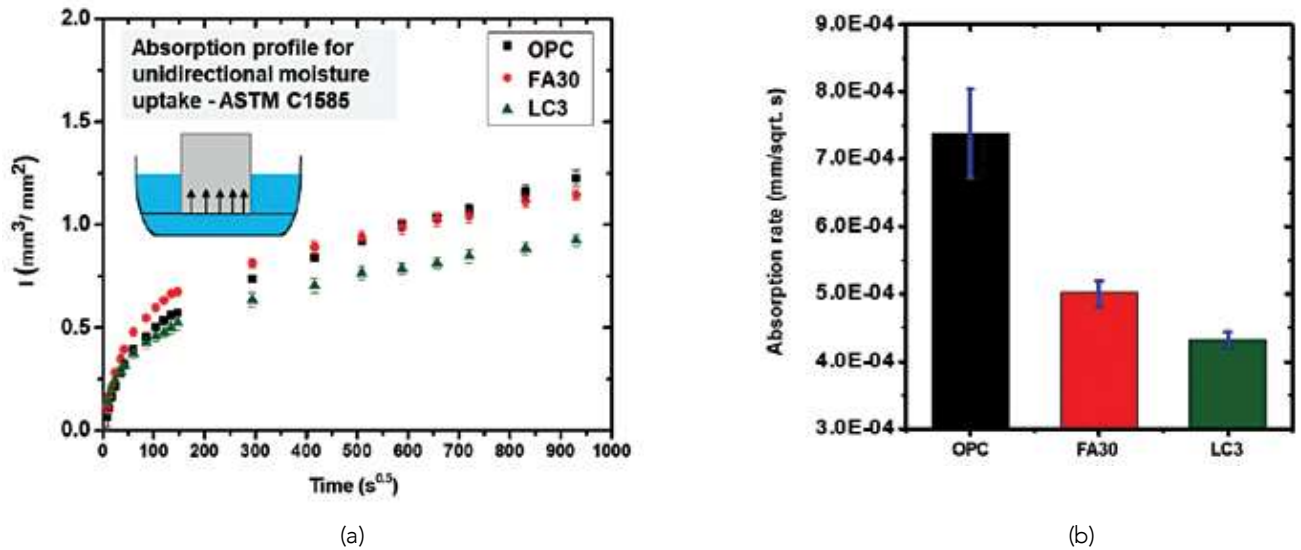 2.0
1.5
1.0
0.5
0.0
I (mm³/ mm²)
Absorption profile for
unidirectional moisture
uptake - ASTM C1585
OPC
FA30
LC3
0 100 200 300 400 500 600 700 800 900 1000
Time (s^0.5)
(a)
9.0E-04
8.0E-04
7.0E-04
5.0E-04
4.0E-04
3.0E-04
Absorption rate (mm/sqrt. s)
OPC FA30 LC3
(b)